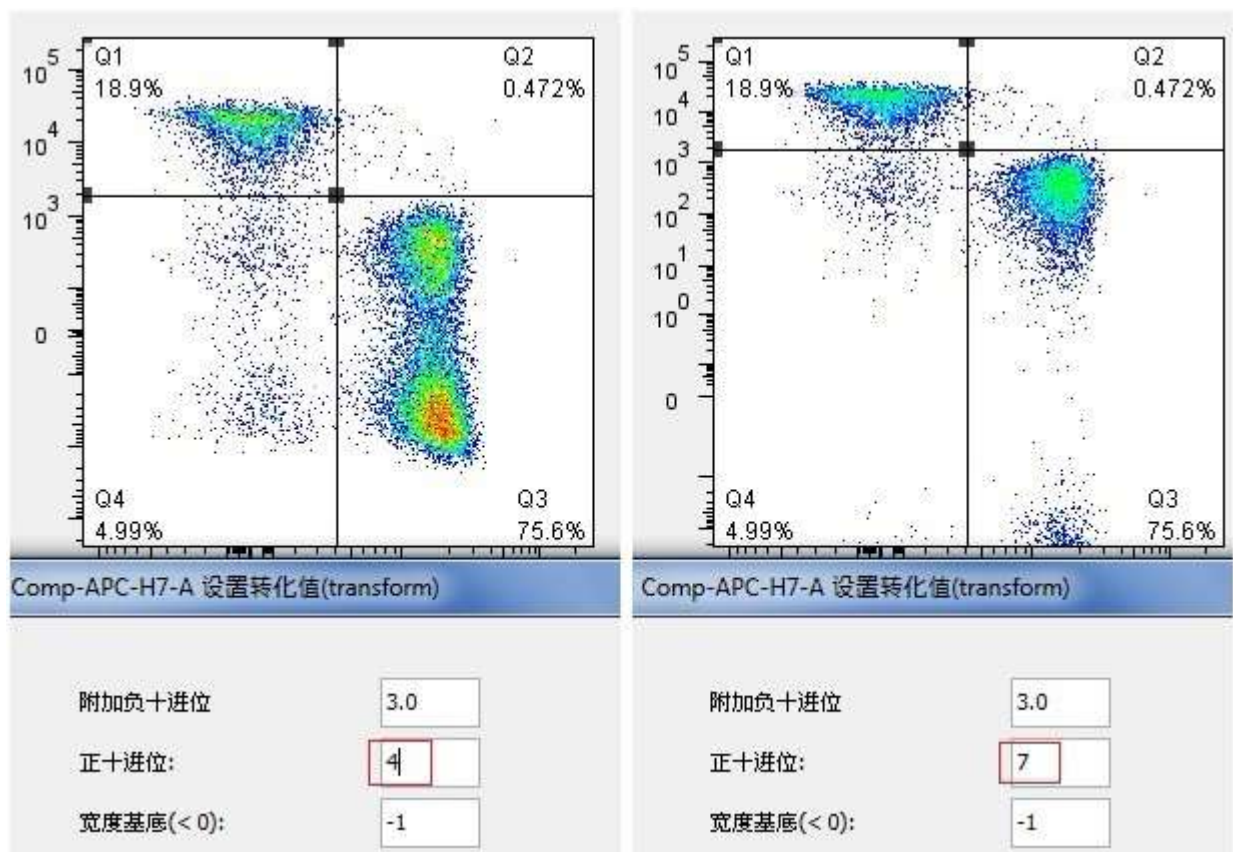 Q1
18.9%
Q2
0.472%
10^5
10^4
10^3
0
Q4
4.99%
Q3
75.6%
Comp-APC-H7-A 设置转化值(transform)
附加负十进位 3.0
正十进位: 4
宽度基底(< 0): -1
Q1
18.9%
Q2
0.472%
10^5
10^4
10^3
10^2
10^1
10^0
0
Q4
4.99%
Q3
75.6%
Comp-APC-H7-A 设置转化值(transform)
附加负十进位 3.0
正十进位: 7
宽度基底(< 0): -1